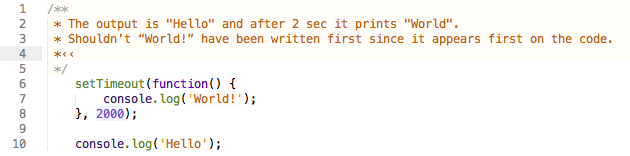 1 /**
2 * The output is "Hello" and after 2 sec it prints "World".
3 * Shouldn’t “World!” have been written first since it appears first on the code.
4 *‹‹
5 */
6 setTimeout(function() {
7 console.log('World!');
8 }, 2000);
9
10 console.log('Hello');